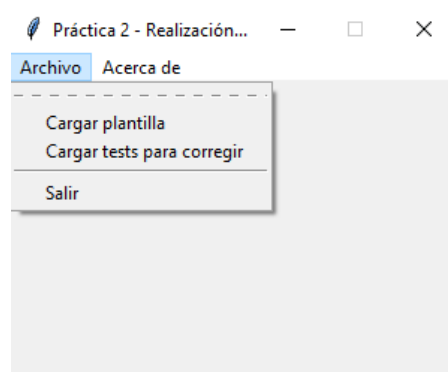 Práctica 2 - Realización...
Archivo Acerca de
Cargar plantilla
Cargar tests para corregir
Salir